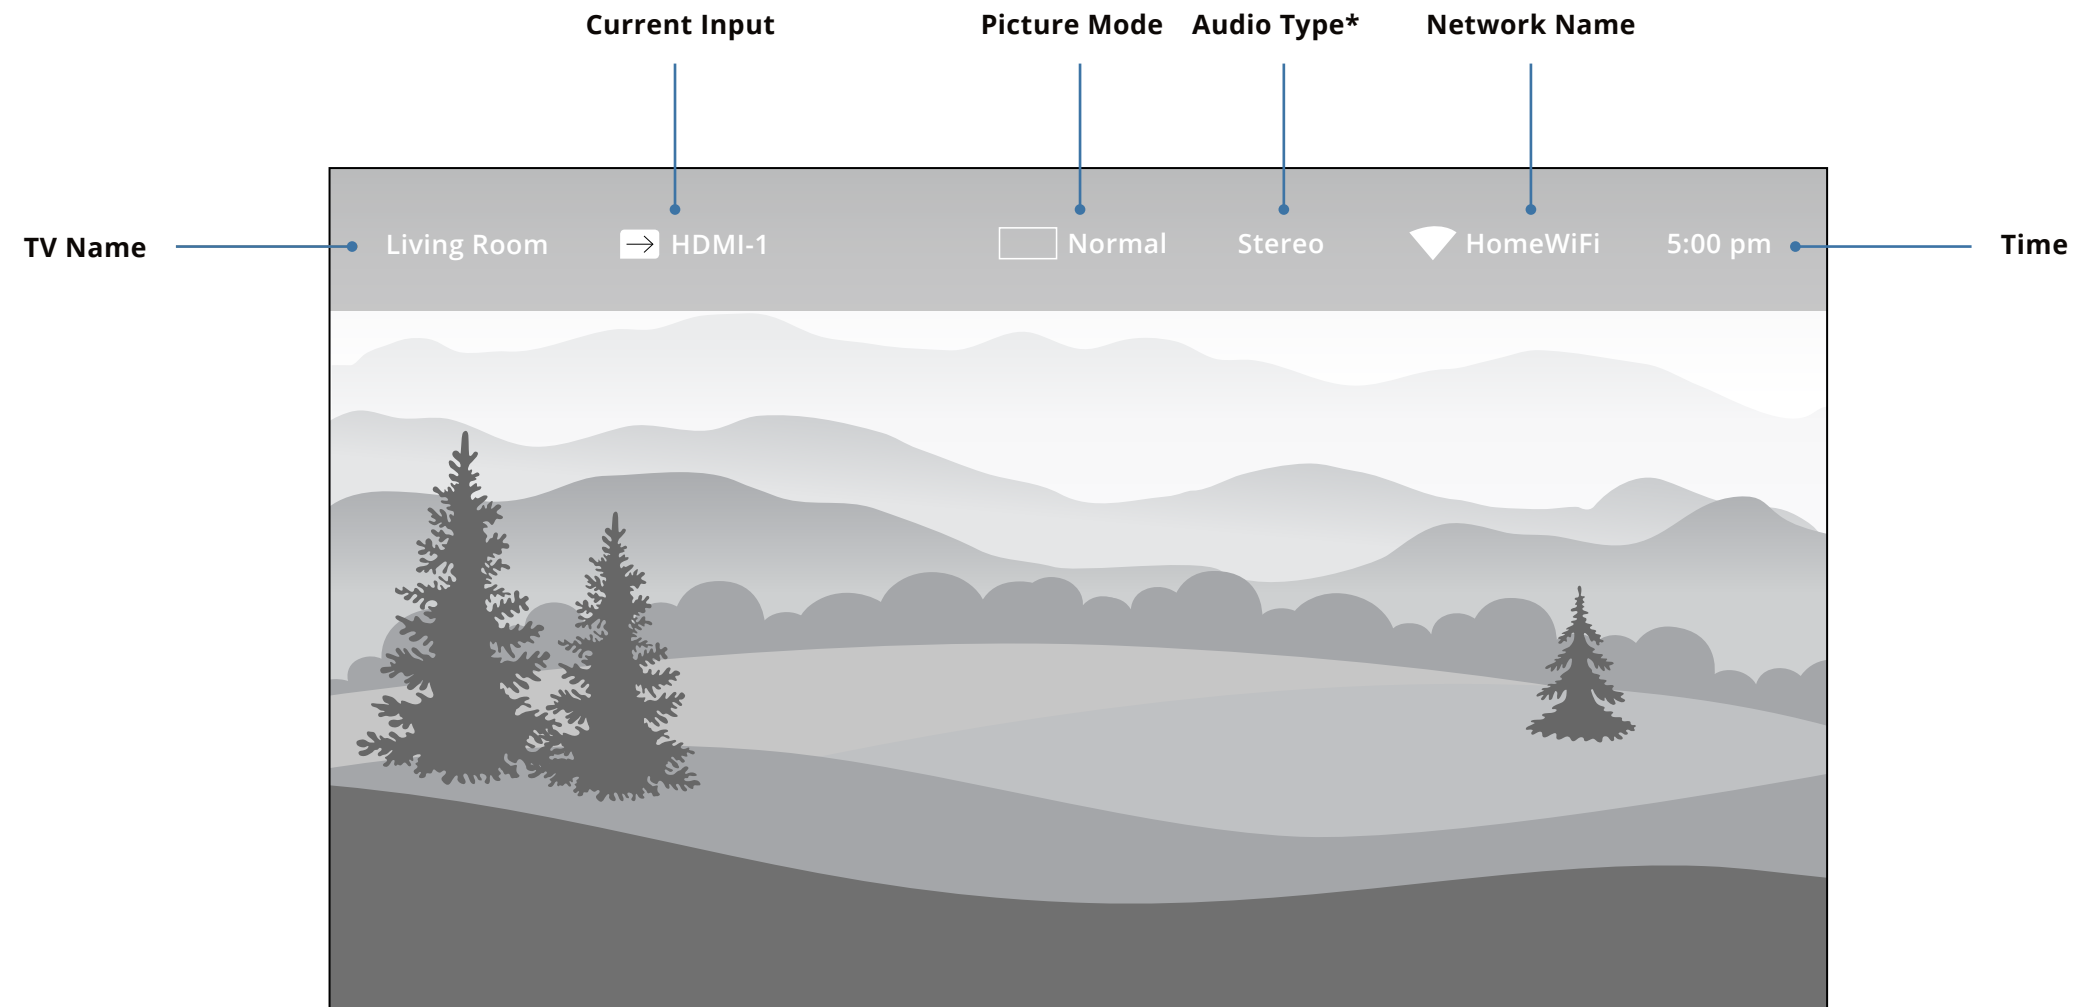 Current Input Picture Mode Audio Type* Network Name
TV Name Living Room HDMI-1 Normal Stereo HomeWiFi 5:00 pm Time